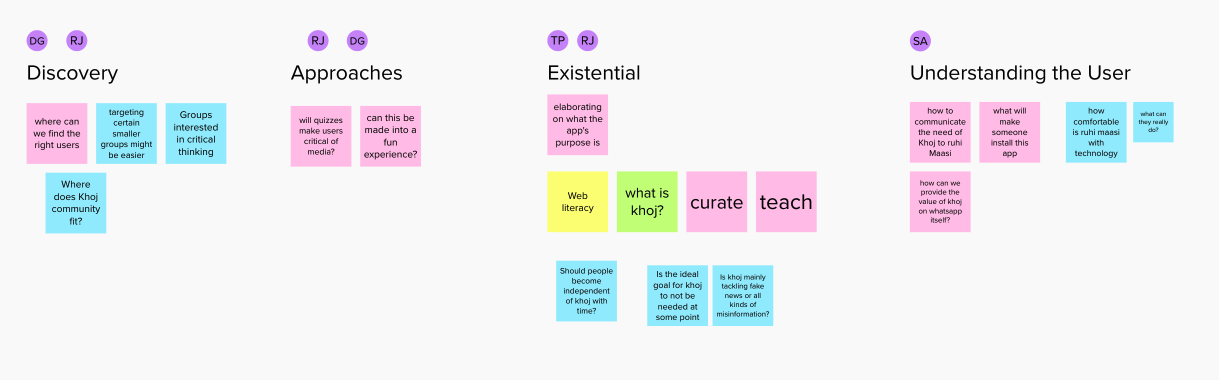 DG
RJ
Discovery
where can
we find the
right users
targeting
certain
smaller
groups might
be easier
Groups
interested
in critical
thinking
Where
does Khoj
community
fit?
RJ
DG
Approaches
will quizzes
make users
critical of
media?
can this be
made into a
fun
experience?
TP
RJ
Existential
elaborating
on what the
app's
purpose is
Web
literacy
what is
khoj?
curate
teach
Should people
become
independent
of khoj with
time?
Is the ideal
goal for khoj
to not be
needed at
some point
Is khoj mainly
tackling fake
news or all
kinds of
misinformation?
SA
Understanding the User
how to
communicate
the need of
Khoj to ruhi
Maasi
what will
make
someone
install this
app
how
comfortable
is ruhi maasi
with
technology
what can
they really
do?
how can we
provide the
value of khoj
on whatsapp
itself?